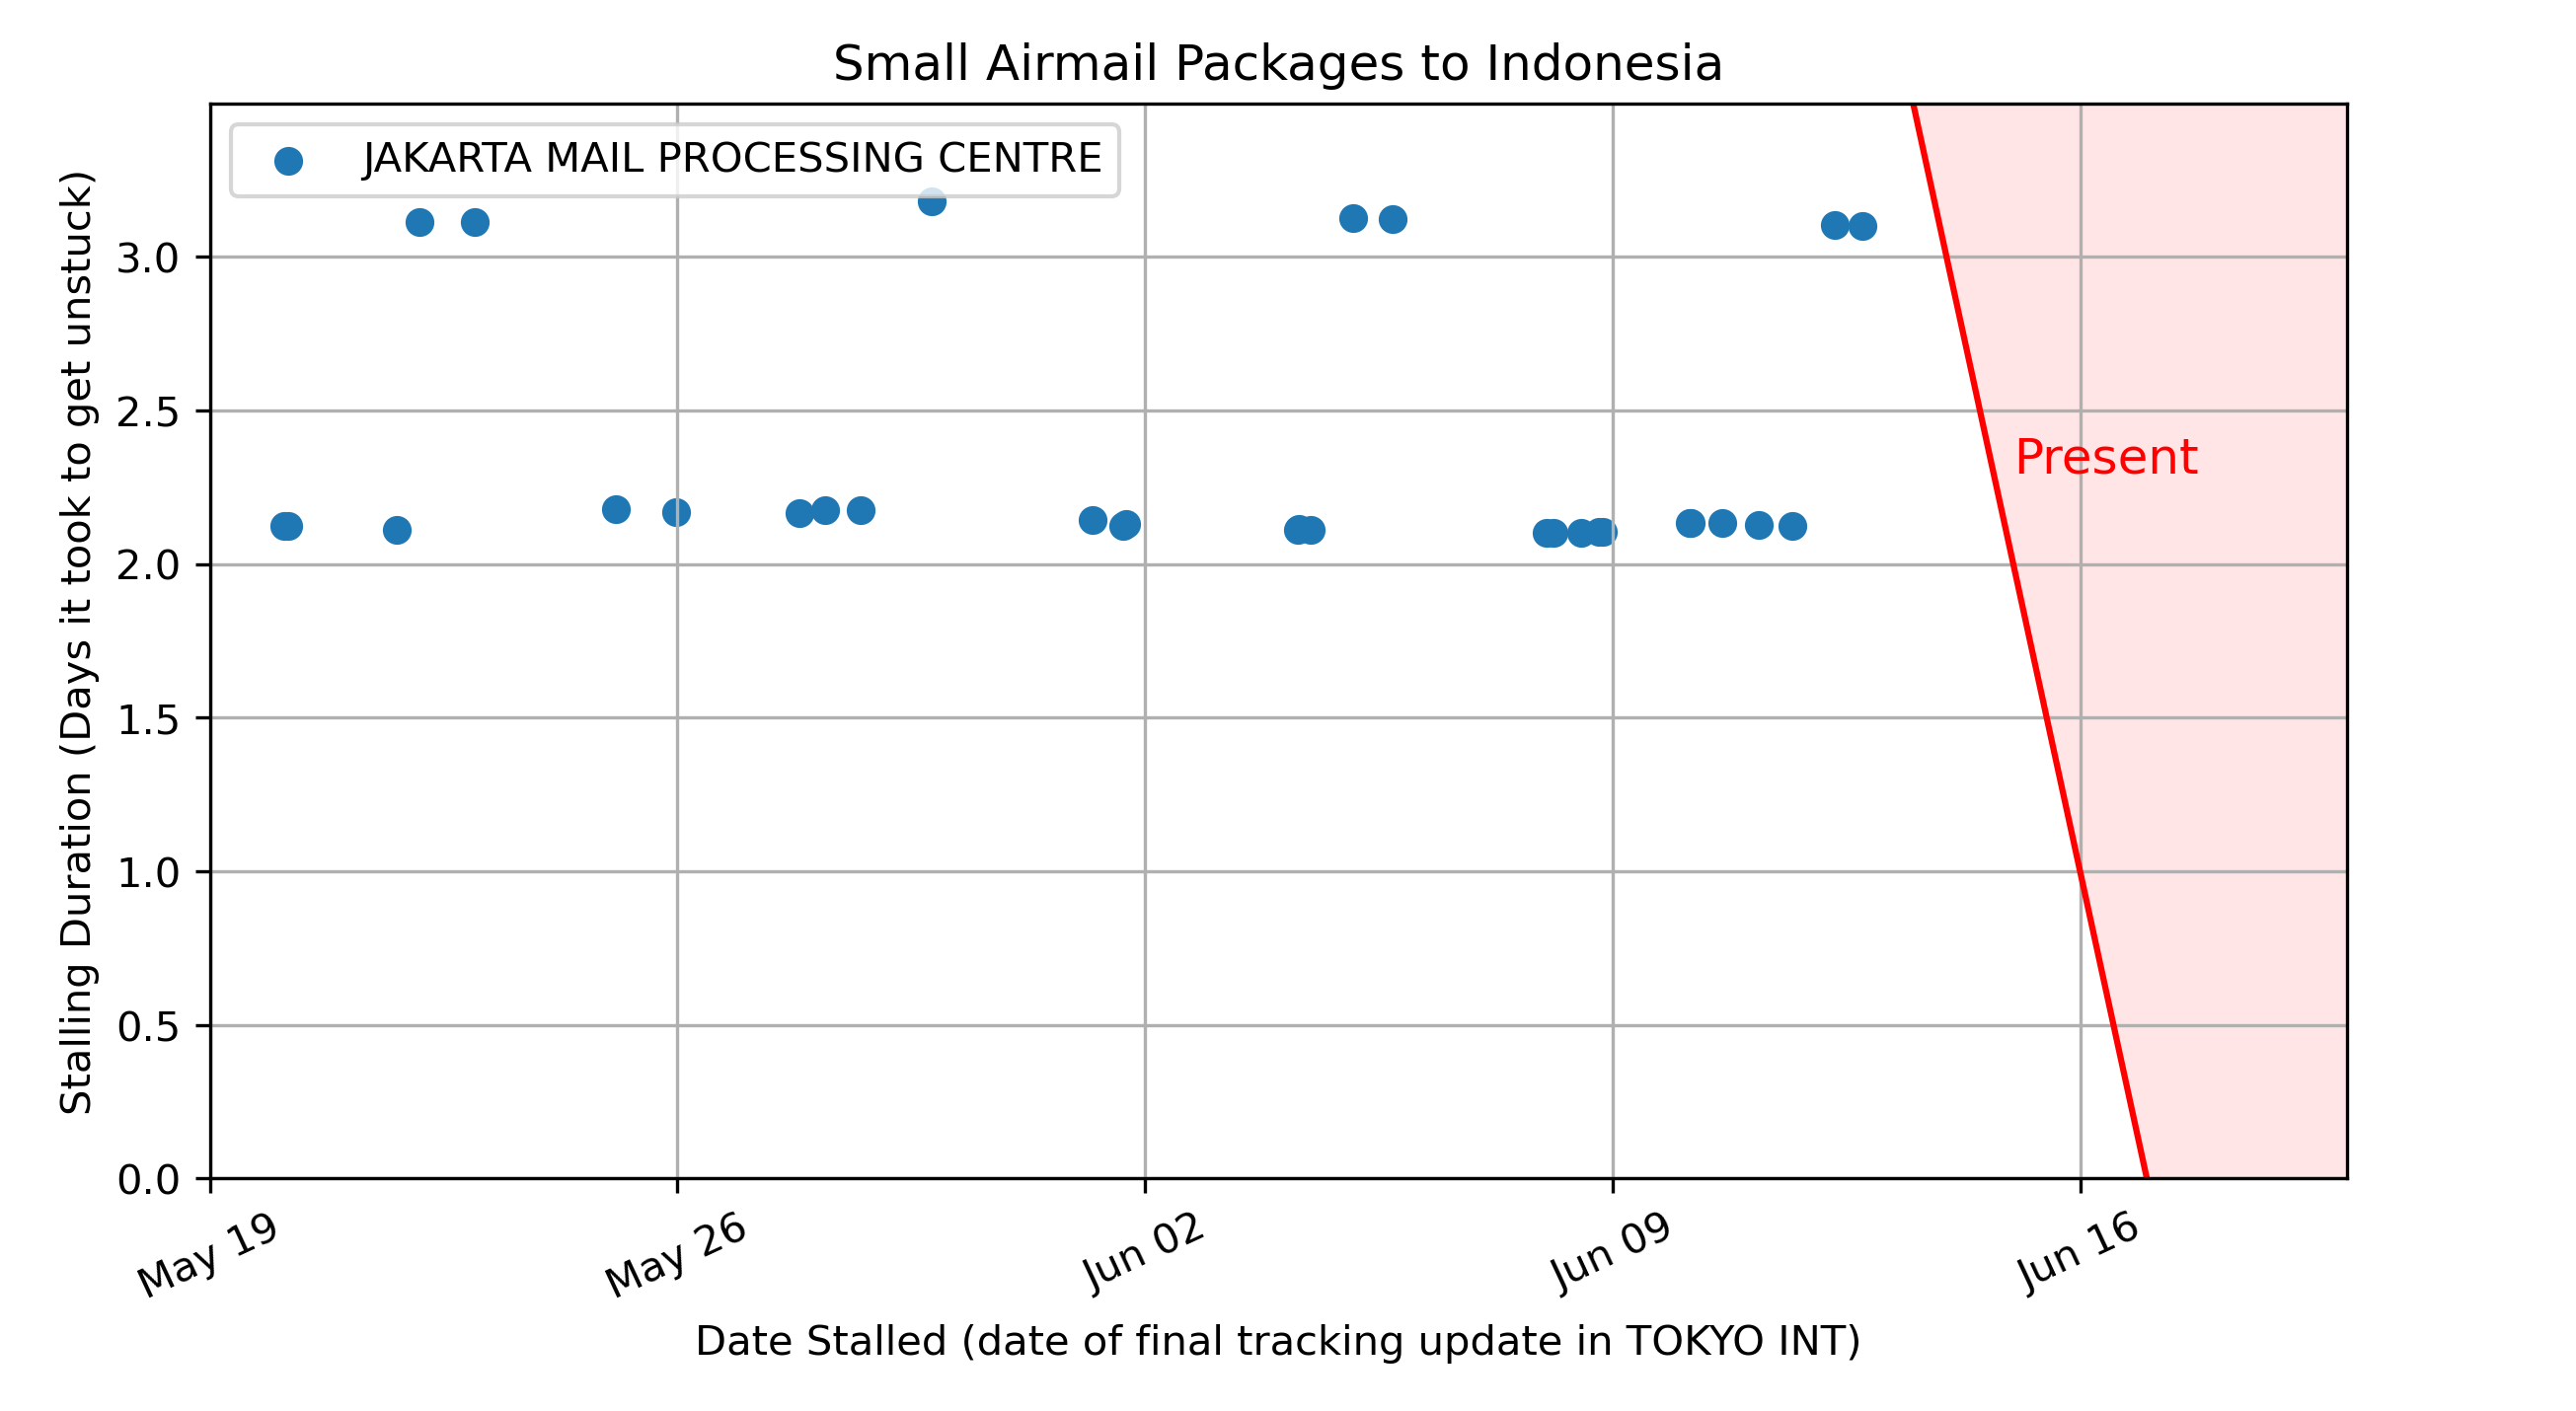 Small Airmail Packages to Indonesia
JAKARTA MAIL PROCESSING CENTRE
Stalling Duration (Days it took to get unstuck)
3.0
2.5
2.0
1.5
1.0
0.5
0.0
Present
May 19
May 26
Jun 02
Jun 09
Jun 16
Date Stalled (date of final tracking update in TOKYO INT)